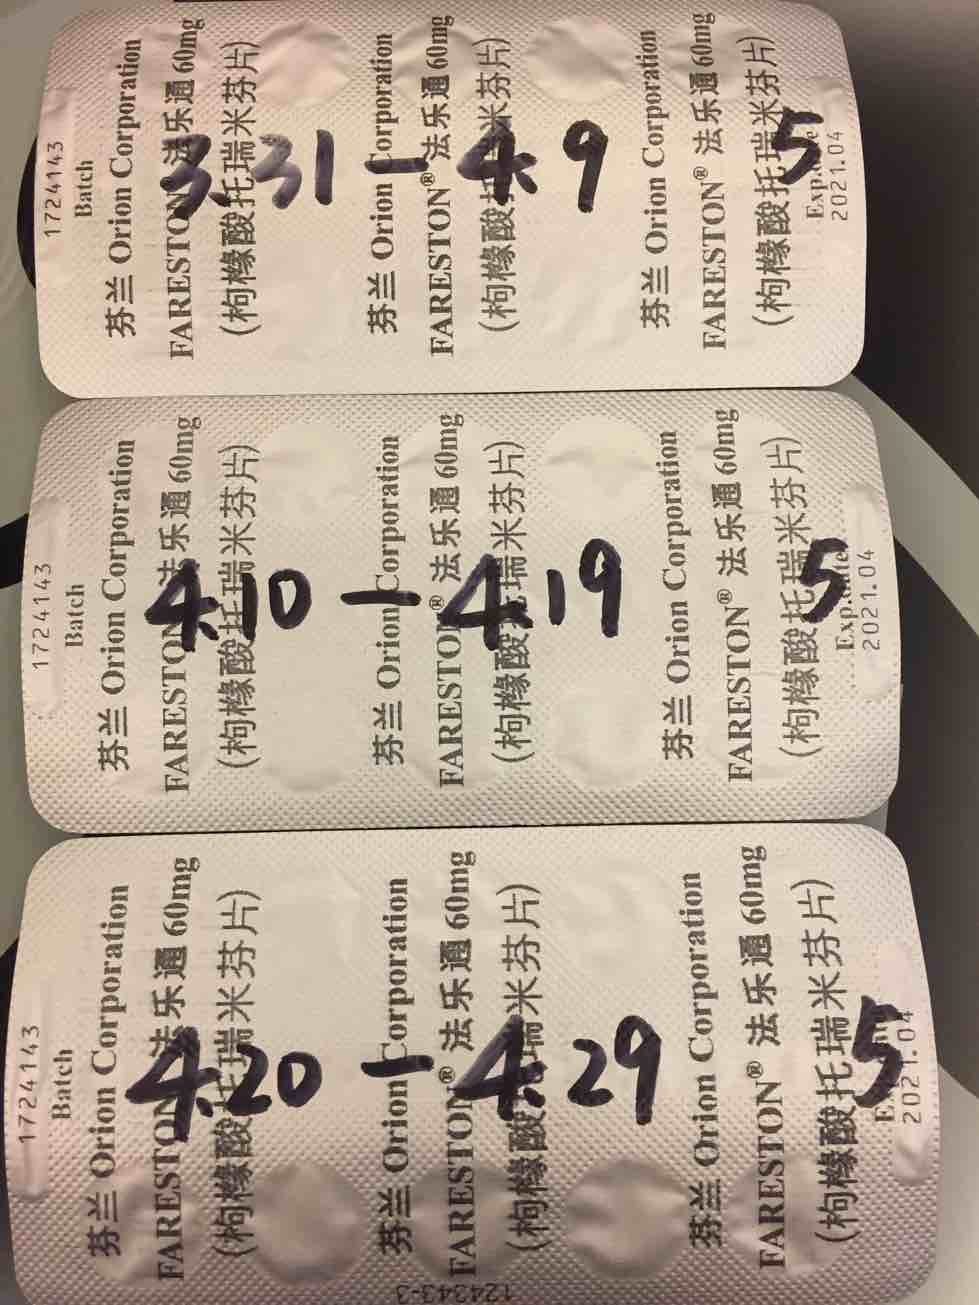 1724143
Batch
芬兰 Orion Corporation
FARESTON® 法乐通 60mg
(枸橼酸托瑞米芬片)
芬兰 Orion Corporation
FARESTON® 法乐通 60mg
(枸橼酸托瑞米芬片)
芬兰 Orion Corporation
FARESTON® 法乐通 60mg
(枸橼酸托瑞米芬片)
Exp.date
2021.04
3.31 - 4.9 5
1724143
Batch
芬兰 Orion Corporation
FARESTON® 法乐通 60mg
(枸橼酸托瑞米芬片)
芬兰 Orion Corporation
FARESTON® 法乐通 60mg
(枸橼酸托瑞米芬片)
芬兰 Orion Corporation
FARESTON® 法乐通 60mg
(枸橼酸托瑞米芬片)
Exp.date
2021.04
4.10 - 4.19 5
1724143
Batch
芬兰 Orion Corporation
FARESTON® 法乐通 60mg
(枸橼酸托瑞米芬片)
芬兰 Orion Corporation
FARESTON® 法乐通 60mg
(枸橼酸托瑞米芬片)
芬兰 Orion Corporation
FARESTON® 法乐通 60mg
(枸橼酸托瑞米芬片)
2021.04
4.20 - 4.29 5
124343-3